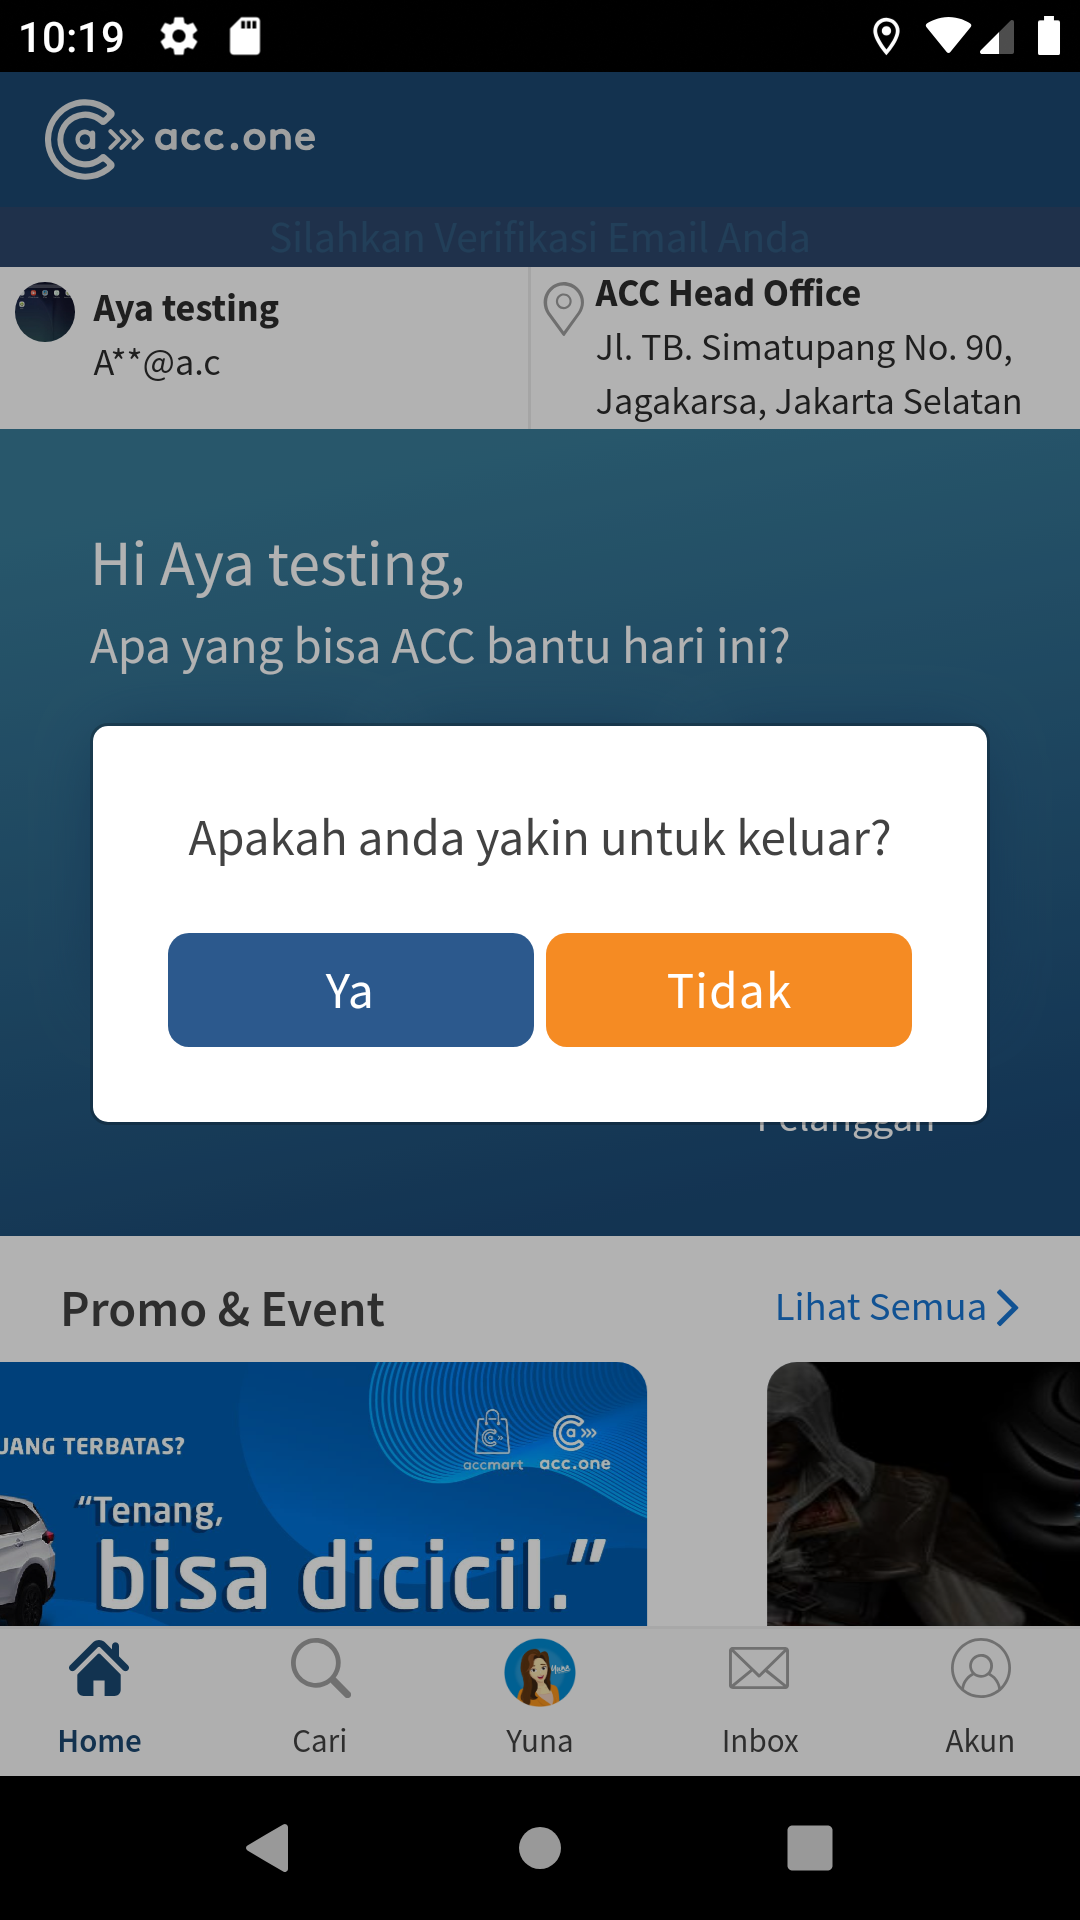 10:19
a acc.one
Silahkan Verifikasi Email Anda
Aya testing
A**@a.c
ACC Head Office
Jl. TB. Simatupang No. 90,
Jagakarsa, Jakarta Selatan
Hi Aya testing,
Apa yang bisa ACC bantu hari ini?
Apakah anda yakin untuk keluar?
Ya
Tidak
Pelanggan
Promo & Event
Lihat Semua
UANG TERBATAS?
accmart
acc.one
“Tenang,
bisa dicicil.”
Home
Cari
Yuna
Inbox
Akun